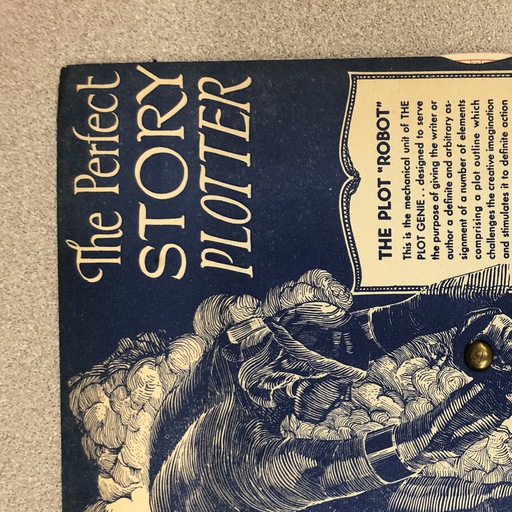 The Perfect
STORY
PLOTTER
THE PLOT "ROBOT"
This is the mechanical unit of THE
PLOT GENIE . . designed to serve
the purpose of giving the writer or
author a definite and arbitrary as-
signment of a number of elements
comprising a plot outline which
challenges the creative imagination
and stimulates it to definite action